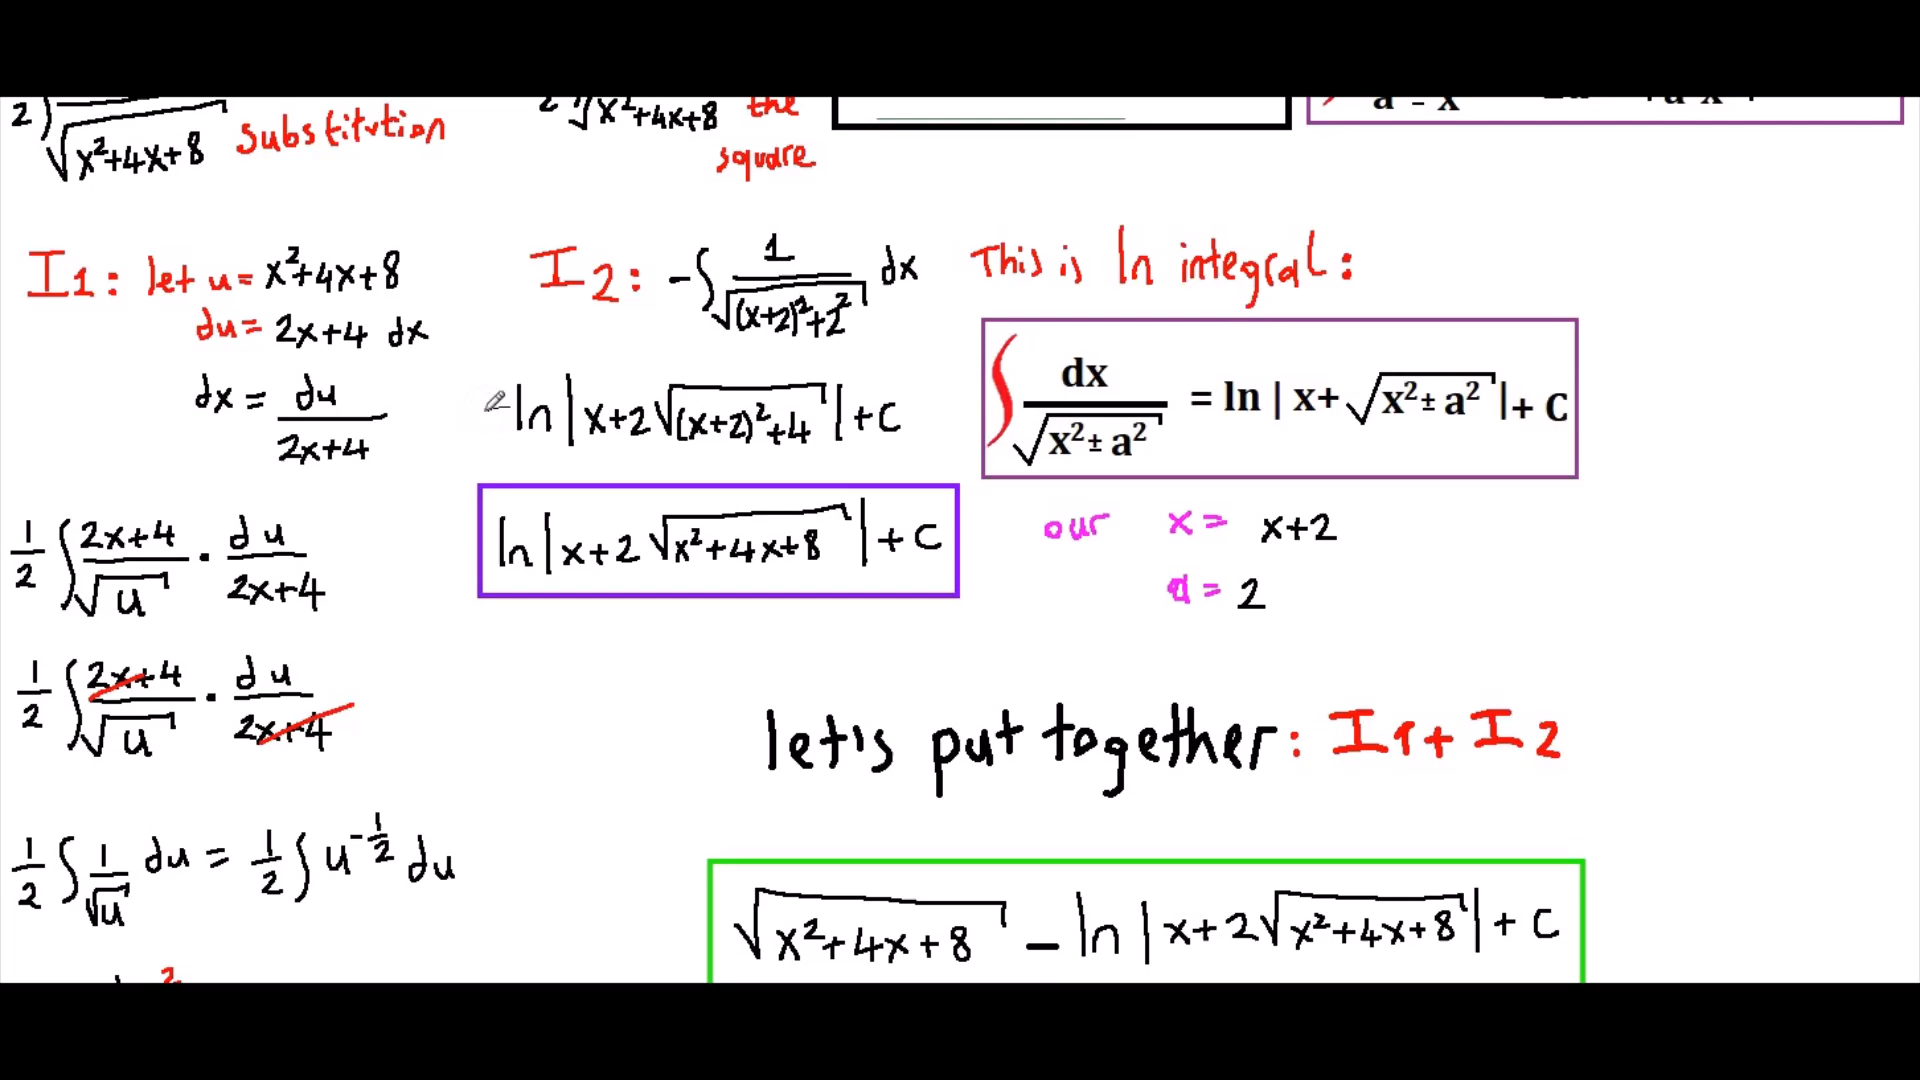 2 √x²+4x+8 substitution
2 √x²+4x+8 the
square
I1: let u = x²+4x+8
du = 2x+4 dx
dx = du/2x+4
1/2 ∫ 2x+4/√u · du/2x+4
1/2 ∫ 2x+4/√u · du/2x+4
1/2 ∫ 1/√u du = 1/2 ∫ u^-1/2 du
I2: -∫ 1/√(x+2)²+2² dx
ln |x+2√(x+2)²+4| + C
ln |x+2√x²+4x+8| + C
This is ln integral:
∫ dx/√x²±a² = ln | x+√x²±a² | + C
our x = x+2
a = 2
let's put together: I1 + I2
√x²+4x+8 - ln |x+2√x²+4x+8| + C